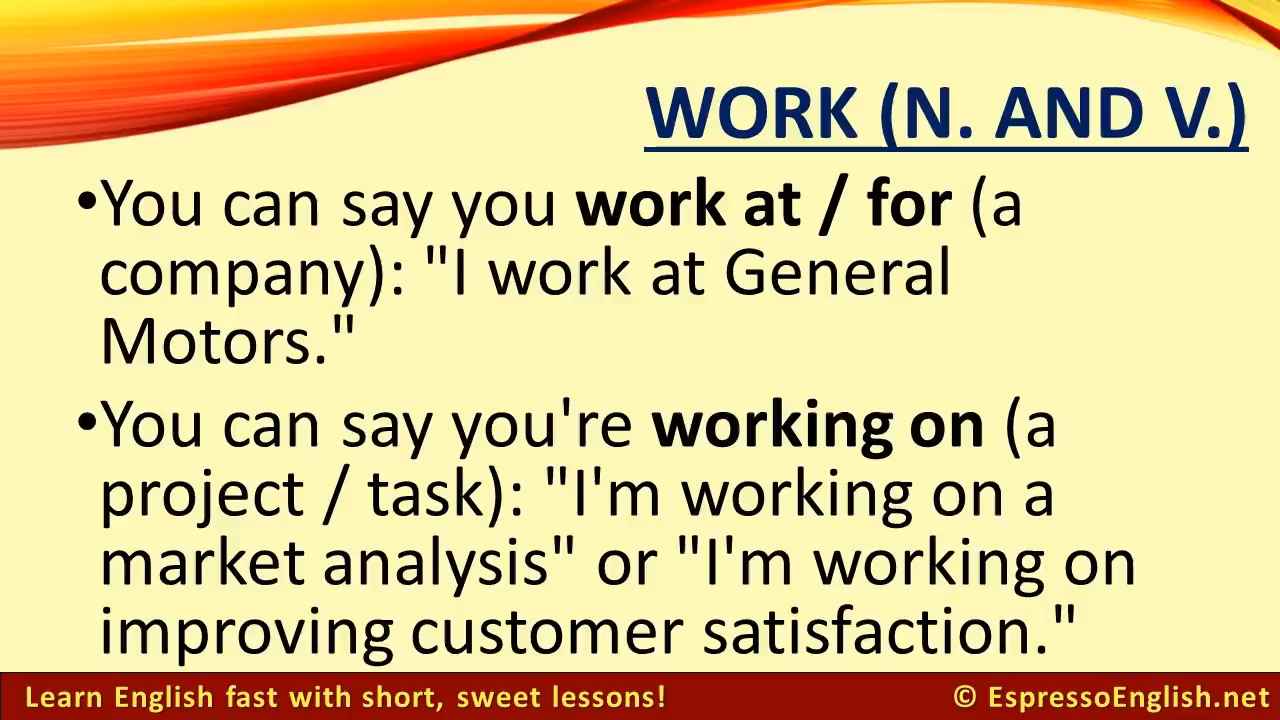 WORK (N. AND V.)
•You can say you work at / for (a
company): "I work at General
Motors."
•You can say you're working on (a
project / task): "I'm working on a
market analysis" or "I'm working on
improving customer satisfaction."
Learn English fast with short, sweet lessons!
© EspressoEnglish.net